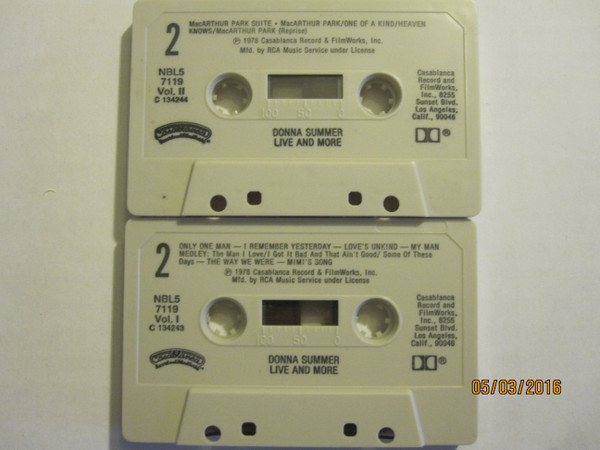 2
MacARTHUR PARK SUITE • MacARTHUR PARK/ONE OF A KIND/HEAVEN
KNOWS/MacARTHUR PARK (Reprise)
℗ 1978 Casablanca Record & FilmWorks, Inc.
Mfd. by RCA Music Service under License
NBL5
7119
Vol. II
C 134244
100 50 0
Casablanca
Record and
FilmWorks,
Inc., 8255
Sunset Blvd.
Los Angeles,
Calif., 90046
DONNA SUMMER
LIVE AND MORE
®
2
ONLY ONE MAN — I REMEMBER YESTERDAY — LOVE'S UNKIND — MY MAN
MEDLEY: The Man I Love/I Got It Bad And That Ain't Good/ Some Of These
Days — THE WAY WE WERE — MIMI'S SONG
℗ 1978 Casablanca Record & FilmWorks, Inc.
Mfd. by RCA Music Service under License
NBL5
7119
Vol. I
C 134243
100 50 0
Casablanca
Record and
FilmWorks,
Inc., 8255
Sunset Blvd.
Los Angeles,
Calif., 90046
DONNA SUMMER
LIVE AND MORE
®
05/03/2016